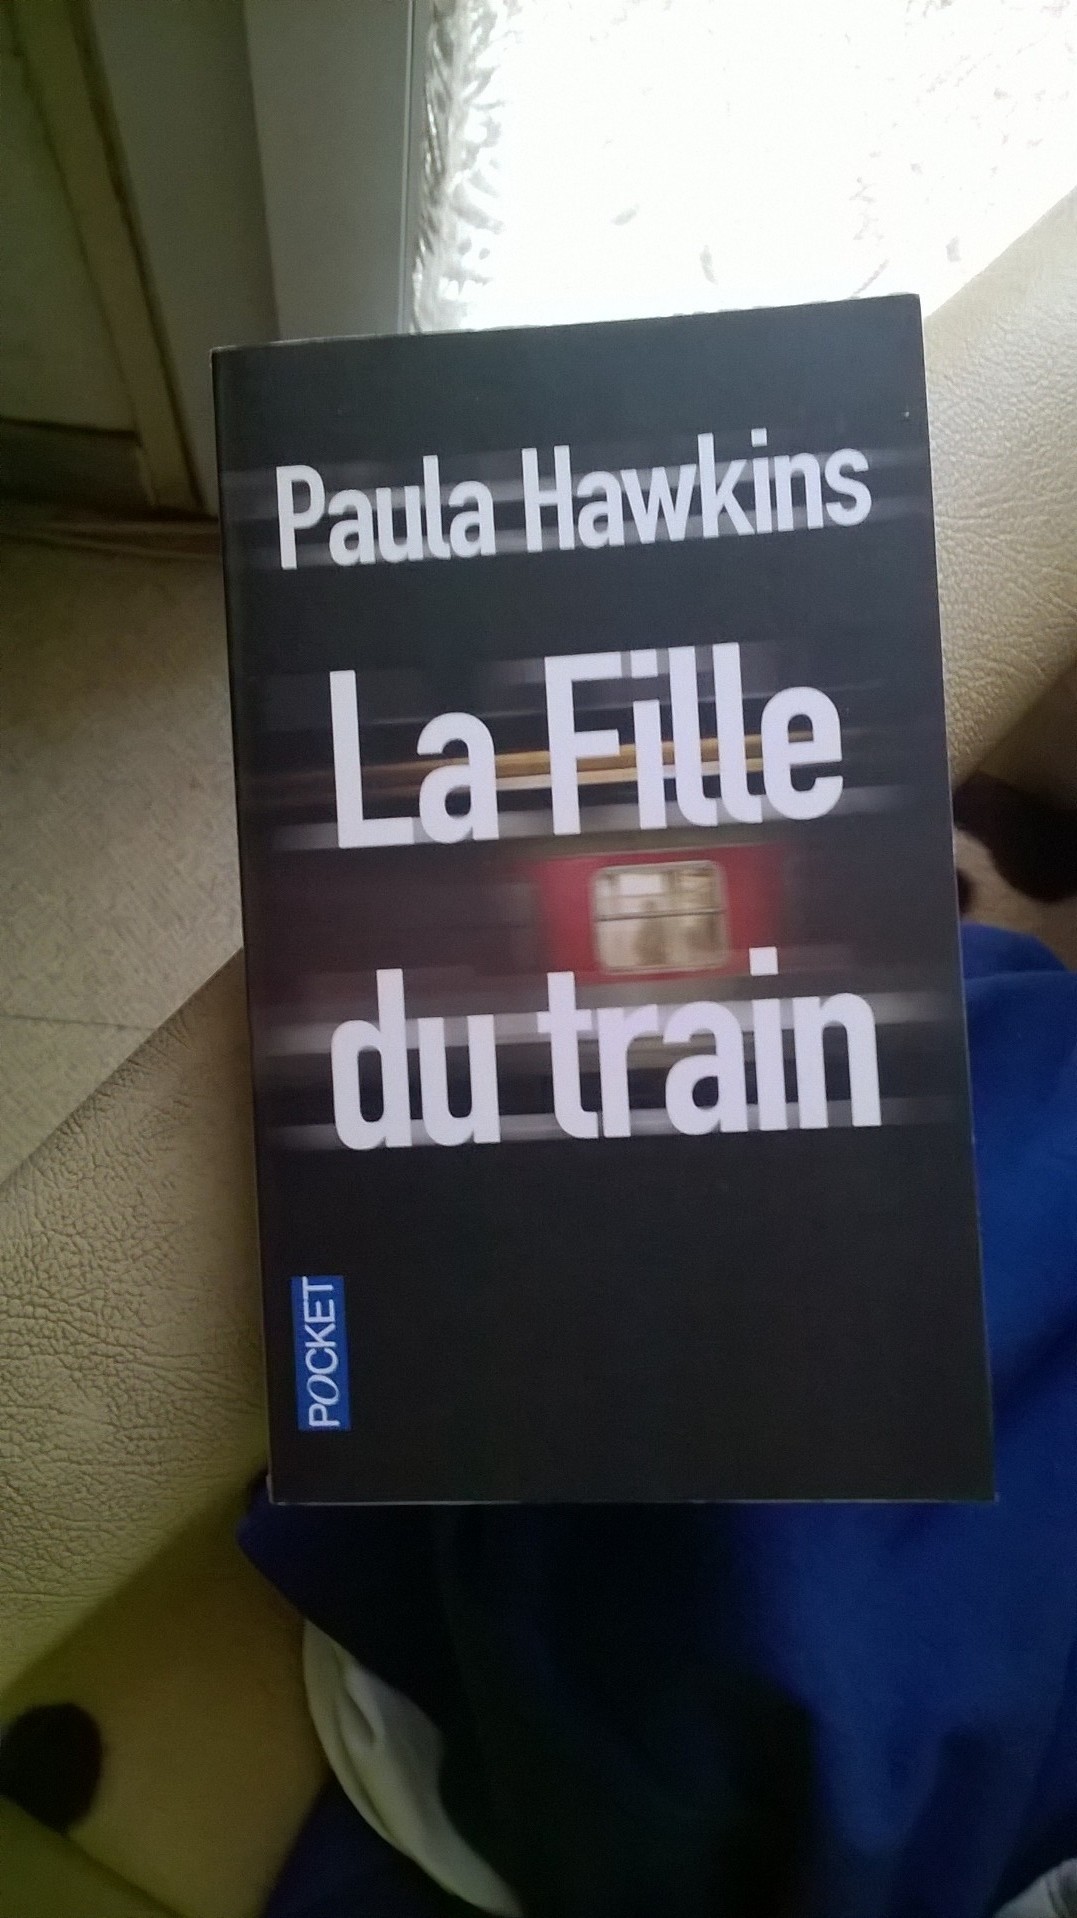 Paula Hawkins
La Fille
du train
POCKET